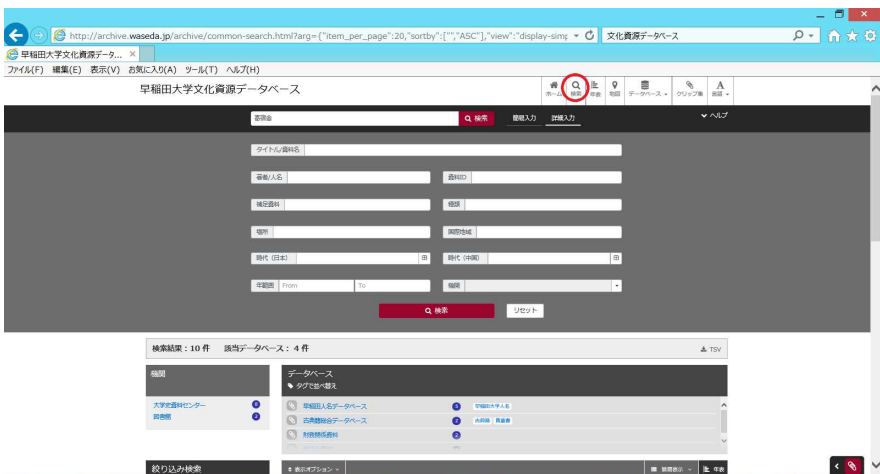 http://archive.waseda.jp/archive/common-search.html?arg={"item_per_page":20,"sortby":["","ASC"],"view":"display-simp
文化資源データベース
早稲田大学文化資源データ...
ファイル(F) 編集(E) 表示(V) お気に入り(A) ツール(T) ヘルプ(H)
早稲田大学文化資源データベース
ホーム 検索 年表 地図 データベース クリップ集 言語
検索 簡易入力 詳細入力 ヘルプ
タイトル/資料名
著者/人名 資料ID
補足資料 種類
場所 国際地域
時代 (日本) 時代 (中国)
年範囲 From To 機関
検索 リセット
検索結果：10 件 該当データベース： 4 件 TSV
機関 データベース
タグで並べ替え
大学史資料センター 早稲田人名データベース 5 早稲田大学人名
図書館 2 古典籍総合データベース 2 古典籍 貴重書
財務関係資料 2
絞り込み検索 表示オプション 簡易表示 年表